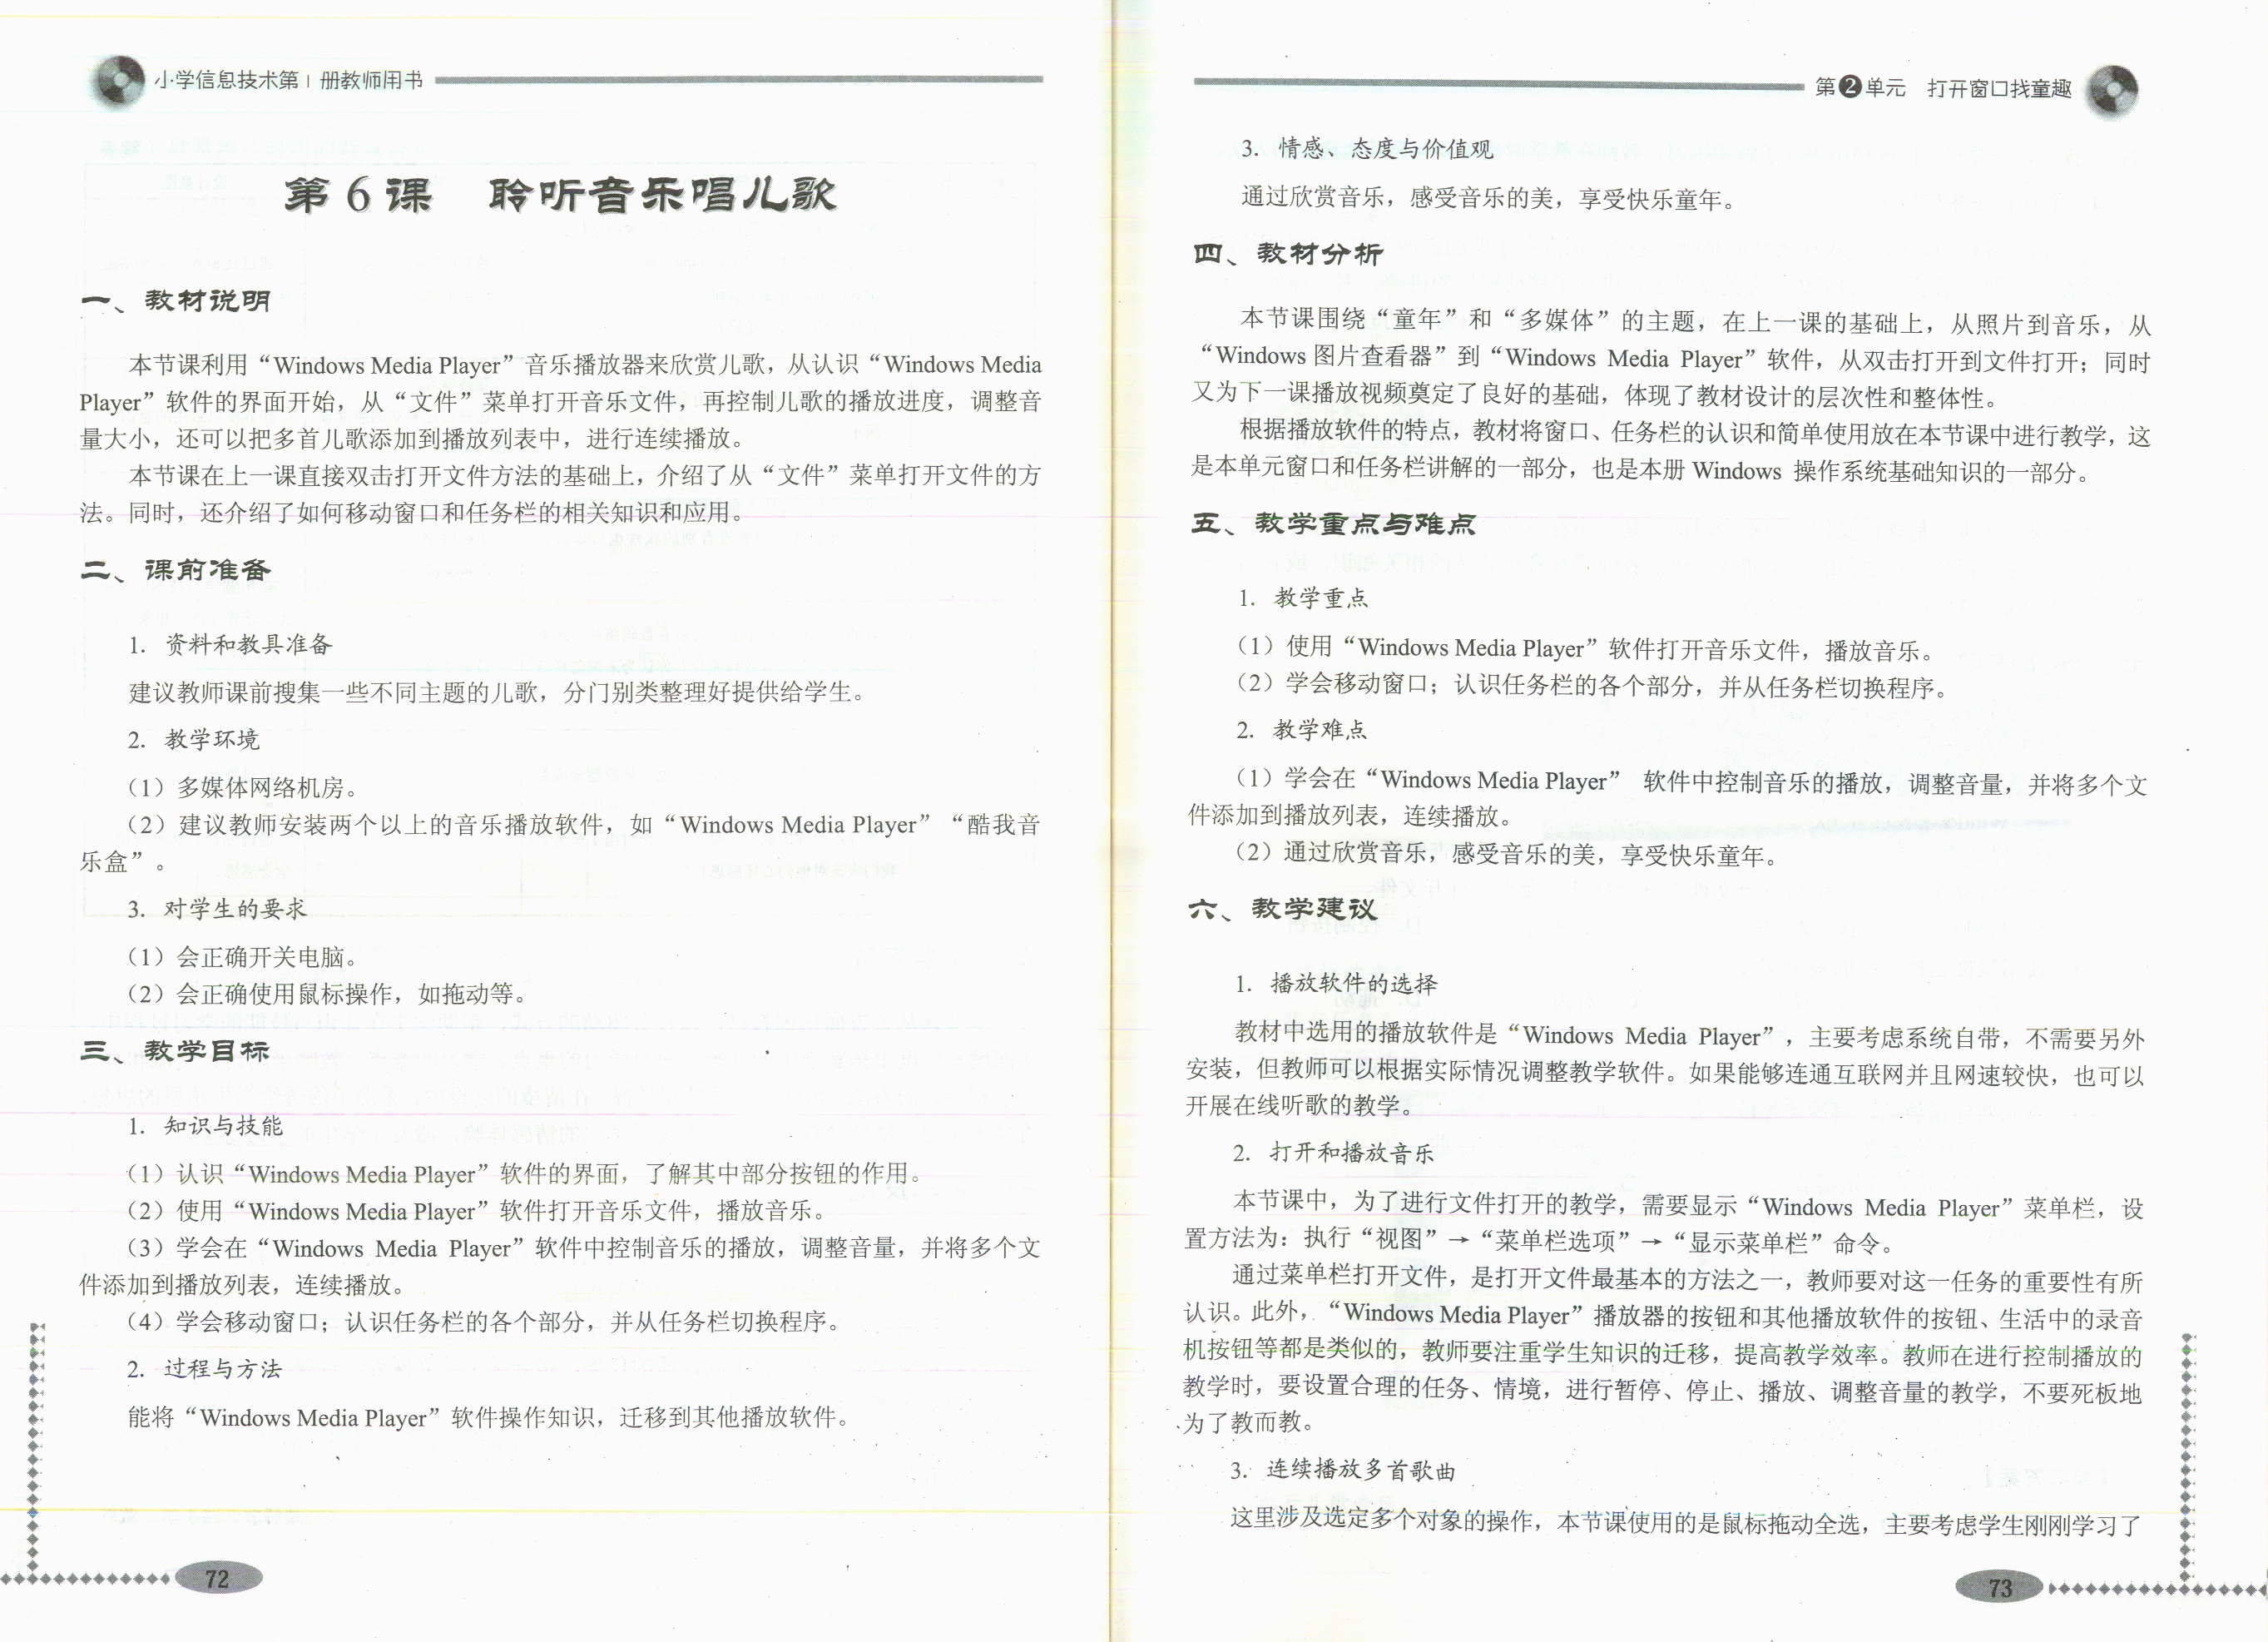 小学信息技术第1册教师用书
第6课 聆听音乐唱儿歌
一、教材说明
本节课利用“Windows Media Player”音乐播放器来欣赏儿歌，从认识“Windows Media
Player”软件的界面开始，从“文件”菜单打开音乐文件，再控制儿歌的播放进度，调整音
量大小，还可以把多首儿歌添加到播放列表中，进行连续播放。
本节课在上一课直接双击打开文件方法的基础上，介绍了从“文件”菜单打开文件的方
法。同时，还介绍了如何移动窗口和任务栏的相关知识和应用。
二、课前准备
1. 资料和教具准备
建议教师课前搜集一些不同主题的儿歌，分门别类整理好提供给学生。
2. 教学环境
（1）多媒体网络机房。
（2）建议教师安装两个以上的音乐播放软件，如“Windows Media Player”“酷我音
乐盒”。
3. 对学生的要求
（1）会正确开关电脑。
（2）会正确使用鼠标操作，如拖动等。
三、教学目标
1. 知识与技能
（1）认识“Windows Media Player”软件的界面，了解其中部分按钮的作用。
（2）使用“Windows Media Player”软件打开音乐文件，播放音乐。
（3）学会在“Windows Media Player”软件中控制音乐的播放，调整音量，并将多个文
件添加到播放列表，连续播放。
（4）学会移动窗口；认识任务栏的各个部分，并从任务栏切换程序。
2. 过程与方法
能将“Windows Media Player”软件操作知识，迁移到其他播放软件。
72
第2单元 打开窗口找童趣
3. 情感、态度与价值观
通过欣赏音乐，感受音乐的美，享受快乐童年。
四、教材分析
本节课围绕“童年”和“多媒体”的主题，在上一课的基础上，从照片到音乐，从
“Windows图片查看器”到“Windows Media Player”软件，从双击打开到文件打开；同时
又为下一课播放视频奠定了良好的基础，体现了教材设计的层次性和整体性。
根据播放软件的特点，教材将窗口、任务栏的认识和简单使用放在本节课中进行教学，这
是本单元窗口和任务栏讲解的一部分，也是本册 Windows 操作系统基础知识的一部分。
五、教学重点与难点
1. 教学重点
（1）使用“Windows Media Player”软件打开音乐文件，播放音乐。
（2）学会移动窗口；认识任务栏的各个部分，并从任务栏切换程序。
2. 教学难点
（1）学会在“Windows Media Player” 软件中控制音乐的播放，调整音量，并将多个文
件添加到播放列表，连续播放。
（2）通过欣赏音乐，感受音乐的美，享受快乐童年。
六、教学建议
1. 播放软件的选择
教材中选用的播放软件是“Windows Media Player”，主要考虑系统自带，不需要另外
安装，但教师可以根据实际情况调整教学软件。如果能够连通互联网并且网速较快，也可以
开展在线听歌的教学。
2. 打开和播放音乐
本节课中，为了进行文件打开的教学，需要显示“Windows Media Player”菜单栏，设
置方法为：执行“视图”→“菜单栏选项”→“显示菜单栏”命令。
通过菜单栏打开文件，是打开文件最基本的方法之一，教师要对这一任务的重要性有所
认识。此外，“Windows Media Player”播放器的按钮和其他播放软件的按钮、生活中的录音
机按钮等都是类似的，教师要注重学生知识的迁移，提高教学效率。教师在进行控制播放的
教学时，要设置合理的任务、情境，进行暂停、停止、播放、调整音量的教学，不要死板地
为了教而教。
3. 连续播放多首歌曲
这里涉及选定多个对象的操作，本节课使用的是鼠标拖动全选，主要考虑学生刚刚学习了
73